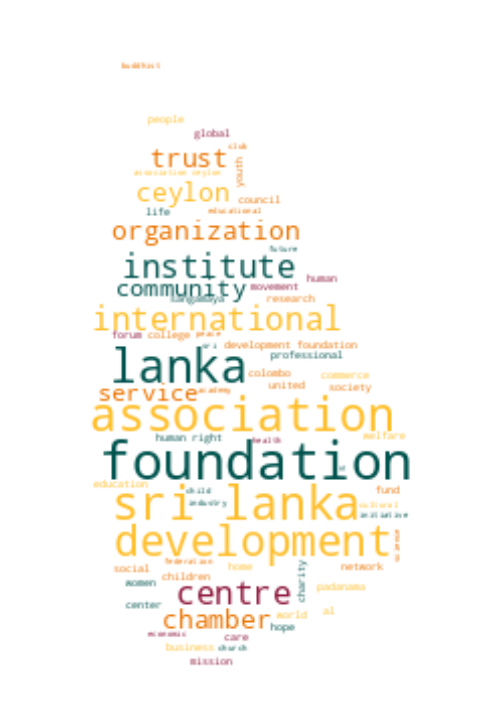 buddhist
people
global
club
trust
association ceylon
youth
ceylon
council
life
educational
organization
future
institute
human
community
movement
sangamaya
research
international
forum
college
peace
sri
development foundation
professional
lanka
colombo
commerce
service
academy
united
society
association
human right
health
welfare
foundation
education
child
fund
sri lanka
industry
cultural
initiative
development
science
federation
social
home
network
women
children
charity
centre
padanama
center
world
al
chamber
hope
economic
care
business
church
mission